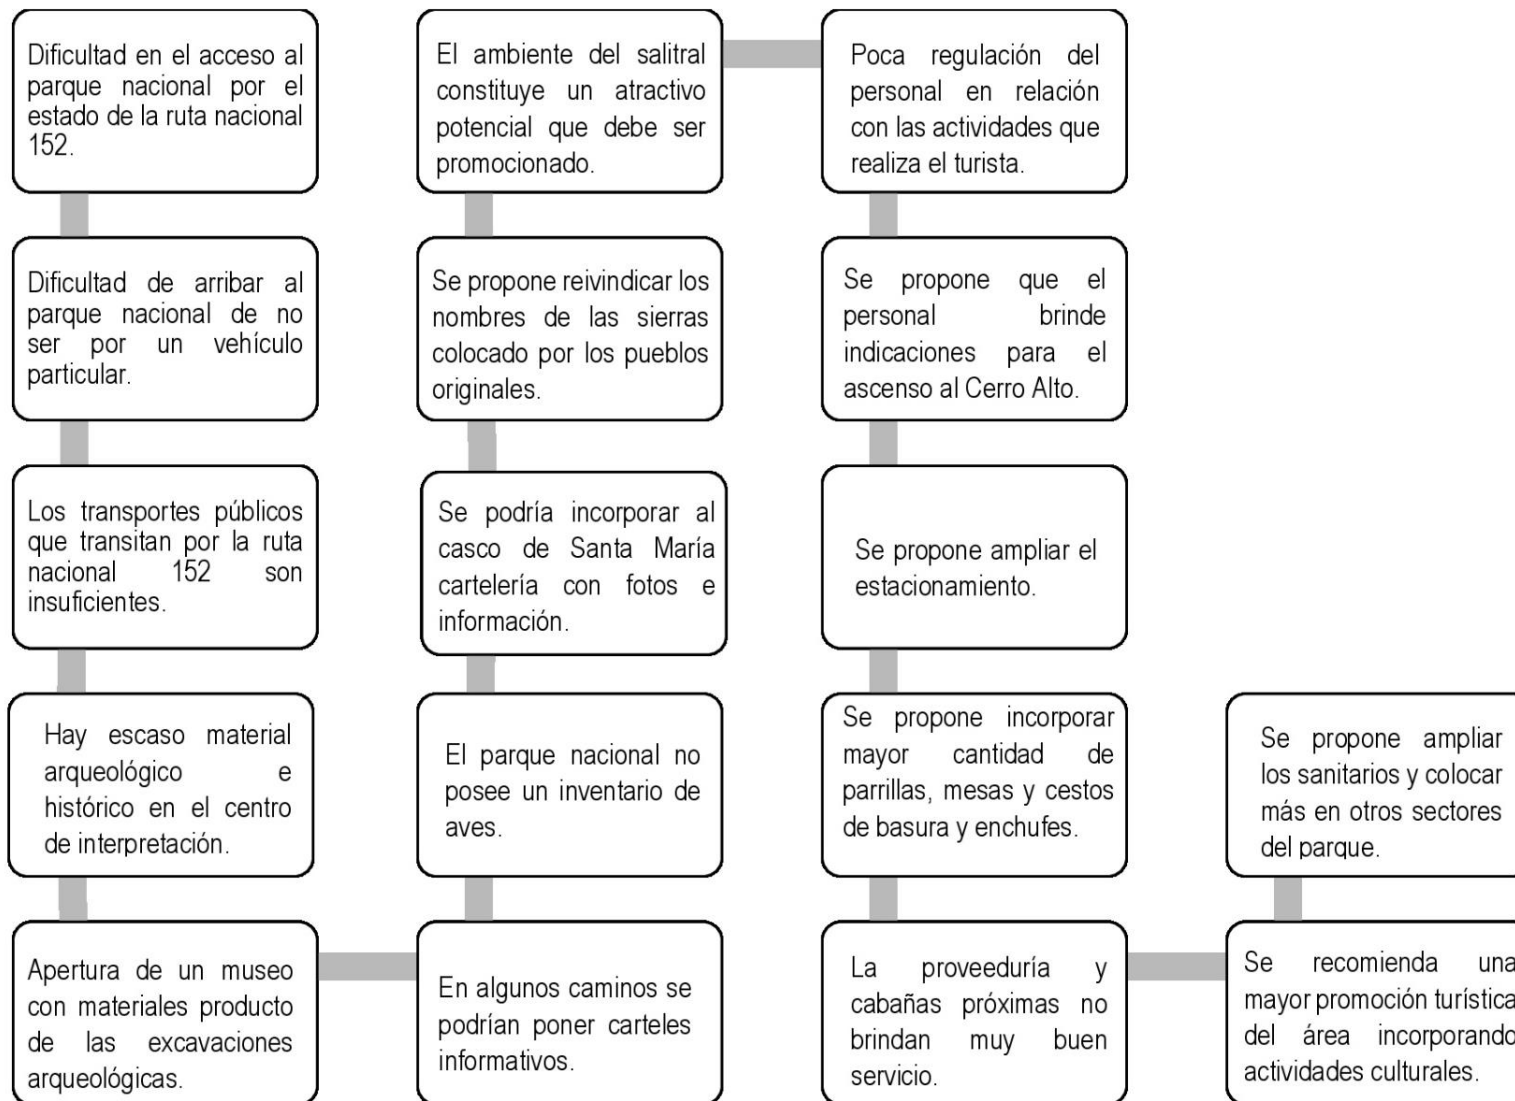 Dificultad en el acceso al
parque nacional por el
estado de la ruta nacional
152.
Dificultad de arribar al
parque nacional de no
ser por un vehículo
particular.
Los transportes públicos
que transitan por la ruta
nacional 152 son
insuficientes.
Hay escaso material
arqueológico e
histórico en el centro
de interpretación.
Apertura de un museo
con materiales producto
de las excavaciones
arqueológicas.
En algunos caminos se
podrían poner carteles
informativos.
El parque nacional no
posee un inventario de
aves.
Se podría incorporar al
casco de Santa María
cartelería con fotos e
información.
Se propone reivindicar los
nombres de las sierras
colocado por los pueblos
originales.
El ambiente del salitral
constituye un atractivo
potencial que debe ser
promocionado.
Poca regulación del
personal en relación
con las actividades que
realiza el turista.
Se propone que el
personal brinde
indicaciones para el
ascenso al Cerro Alto.
Se propone ampliar el
estacionamiento.
Se propone incorporar
mayor cantidad de
parrillas, mesas y cestos
de basura y enchufes.
La proveeduría y
cabañas próximas no
brindan muy buen
servicio.
Se recomienda una
mayor promoción turística
del área incorporando
actividades culturales.
Se propone ampliar
los sanitarios y colocar
más en otros sectores
del parque.